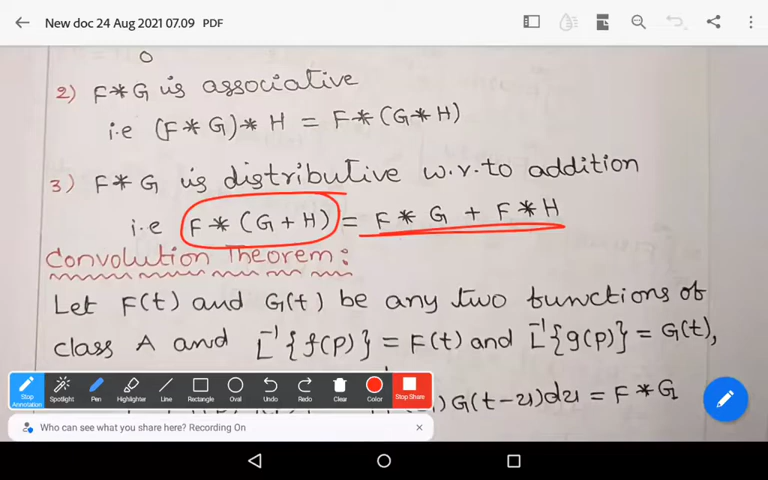 New doc 24 Aug 2021 07.09 PDF
0
2) F*G is associative
i.e (F*G)*H = F*(G*H)
3) F*G is distributive w.r.to addition
i.e F*(G+H) = F*G + F*H
Convolution Theorem:
Let F(t) and G(t) be any two functions of
class A and L⁻¹{f(p)} = F(t) and L⁻¹{g(p)} = G(t),
G(t-u)du = F*G
Stop Annotation Spotlight Pen Highlighter Line Rectangle Oval Undo Redo Clear Color Stop Share
Who can see what you share here? Recording On